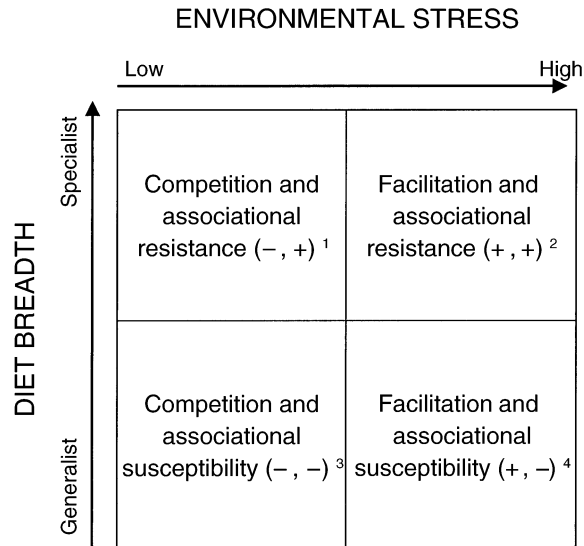 ENVIRONMENTAL STRESS
Low
High
DIET BREADTH
Specialist
Generalist
Competition and
associational
resistance (–, +) 1
Facilitation and
associational
resistance (+, +) 2
Competition and
associational
susceptibility (–, –) 3
Facilitation and
associational
susceptibility (+, –) 4